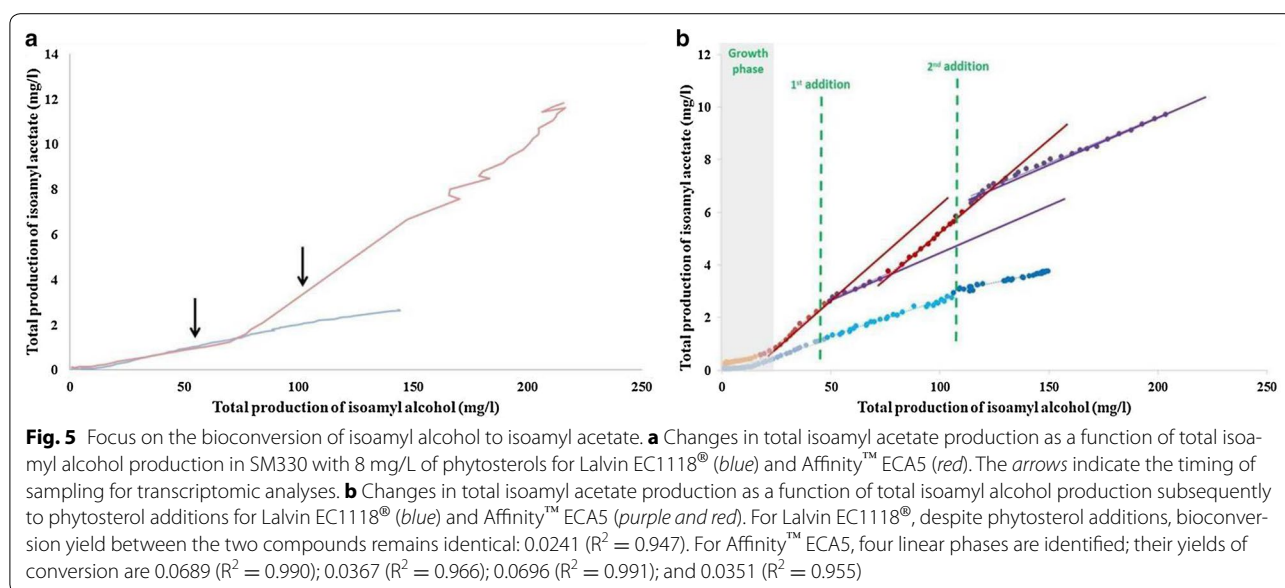 a
14
12
10
8
6
4
2
0
Total production of isoamyl acetate (mg/l)
0 50 100 150 200 250
Total production of isoamyl alcohol (mg/l)
b
12
10
8
6
4
2
0
Total production of isoamyl acetate (mg/l)
Growth
phase
1st addition
2nd addition
0 50 100 150 200 250
Total production of isoamyl alcohol (mg/l)
Fig. 5 Focus on the bioconversion of isoamyl alcohol to isoamyl acetate. a Changes in total isoamyl acetate production as a function of total isoa-
myl alcohol production in SM330 with 8 mg/L of phytosterols for Lalvin EC1118® (blue) and Affinity™ ECA5 (red). The arrows indicate the timing of
sampling for transcriptomic analyses. b Changes in total isoamyl acetate production as a function of total isoamyl alcohol production subsequently
to phytosterol additions for Lalvin EC1118® (blue) and Affinity™ ECA5 (purple and red). For Lalvin EC1118®, despite phytosterol additions, bioconver-
sion yield between the two compounds remains identical: 0.0241 (R² = 0.947). For Affinity™ ECA5, four linear phases are identified; their yields of
conversion are 0.0689 (R² = 0.990); 0.0367 (R² = 0.966); 0.0696 (R² = 0.991); and 0.0351 (R² = 0.955)